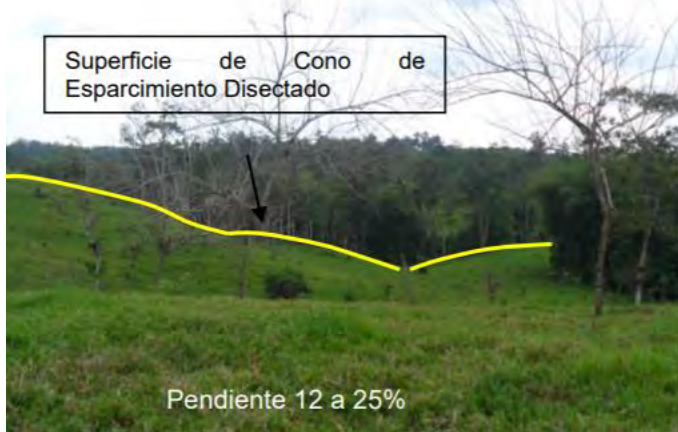 Superficie de Cono de
Esparcimiento Disectado
Pendiente 12 a 25%